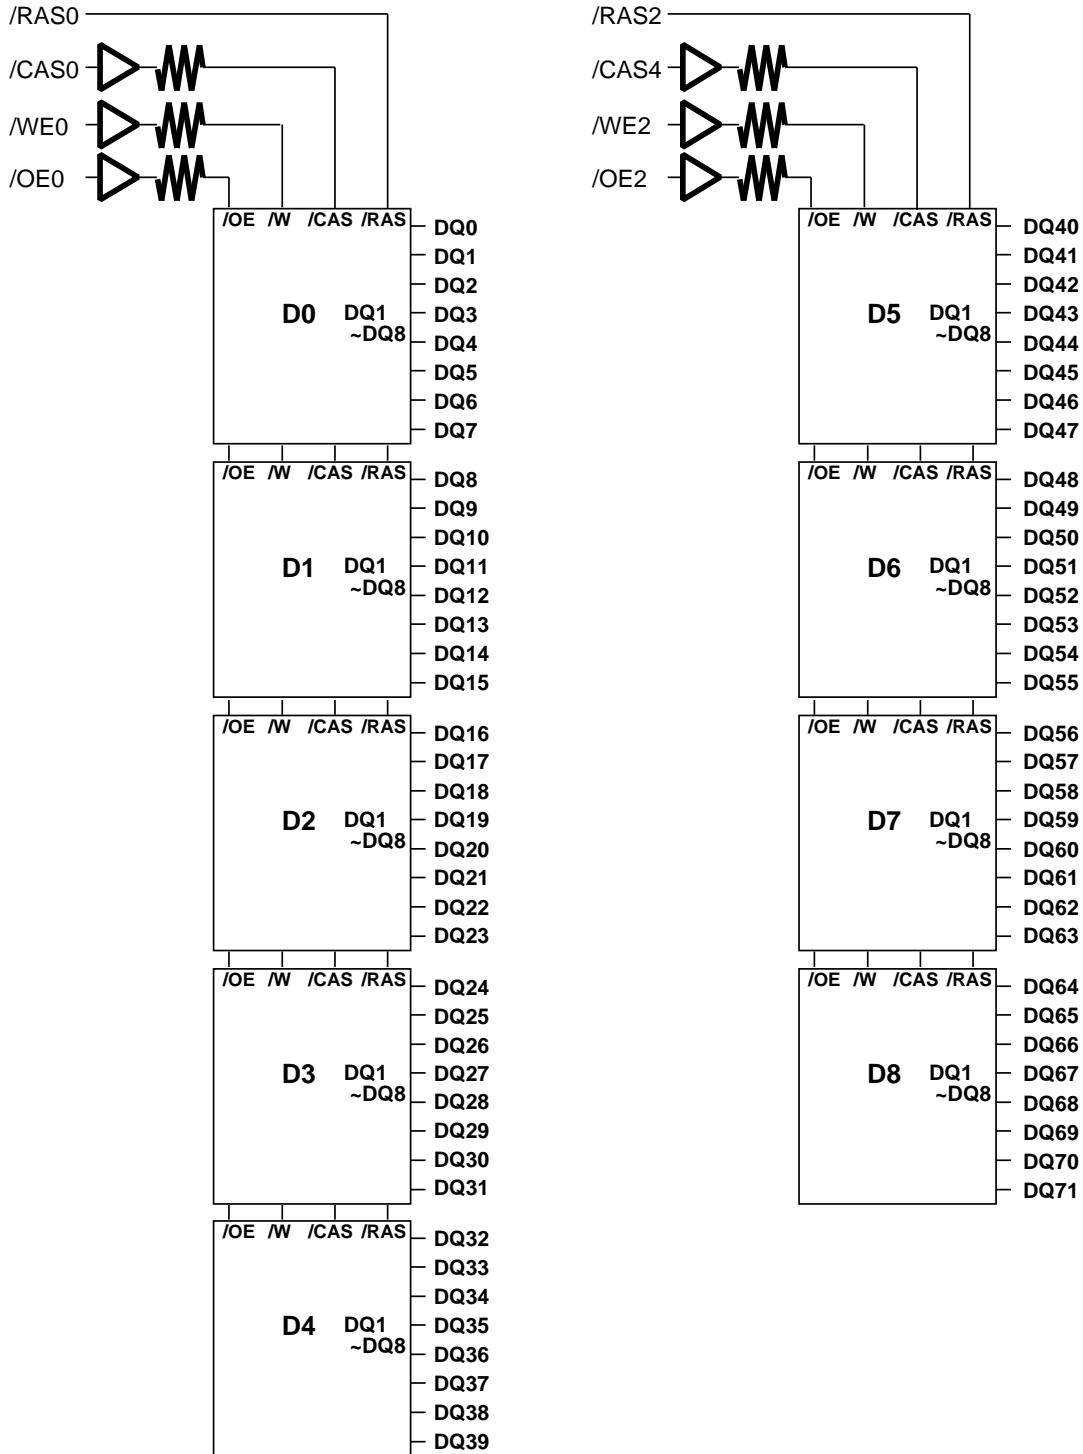 /RAS0
/CAS0
/WE0
/OE0
/OE /W /CAS /RAS
DQ0
DQ1
DQ2
D0 DQ1 DQ3
~DQ8
DQ4
DQ5
DQ6
DQ7
/OE /W /CAS /RAS
DQ8
DQ9
DQ10
D1 DQ1 DQ11
~DQ8
DQ12
DQ13
DQ14
DQ15
/OE /W /CAS /RAS
DQ16
DQ17
DQ18
D2 DQ1 DQ19
~DQ8
DQ20
DQ21
DQ22
DQ23
/OE /W /CAS /RAS
DQ24
DQ25
DQ26
D3 DQ1 DQ27
~DQ8
DQ28
DQ29
DQ30
DQ31
/OE /W /CAS /RAS
DQ32
DQ33
DQ34
D4 DQ1 DQ35
~DQ8
DQ36
DQ37
DQ38
DQ39
/RAS2
/CAS4
/WE2
/OE2
/OE /W /CAS /RAS
DQ40
DQ41
DQ42
D5 DQ1 DQ43
~DQ8
DQ44
DQ45
DQ46
DQ47
/OE /W /CAS /RAS
DQ48
DQ49
DQ50
D6 DQ1 DQ51
~DQ8
DQ52
DQ53
DQ54
DQ55
/OE /W /CAS /RAS
DQ56
DQ57
DQ58
D7 DQ1 DQ59
~DQ8
DQ60
DQ61
DQ62
DQ63
/OE /W /CAS /RAS
DQ64
DQ65
DQ66
D8 DQ1 DQ67
~DQ8
DQ68
DQ69
DQ70
DQ71